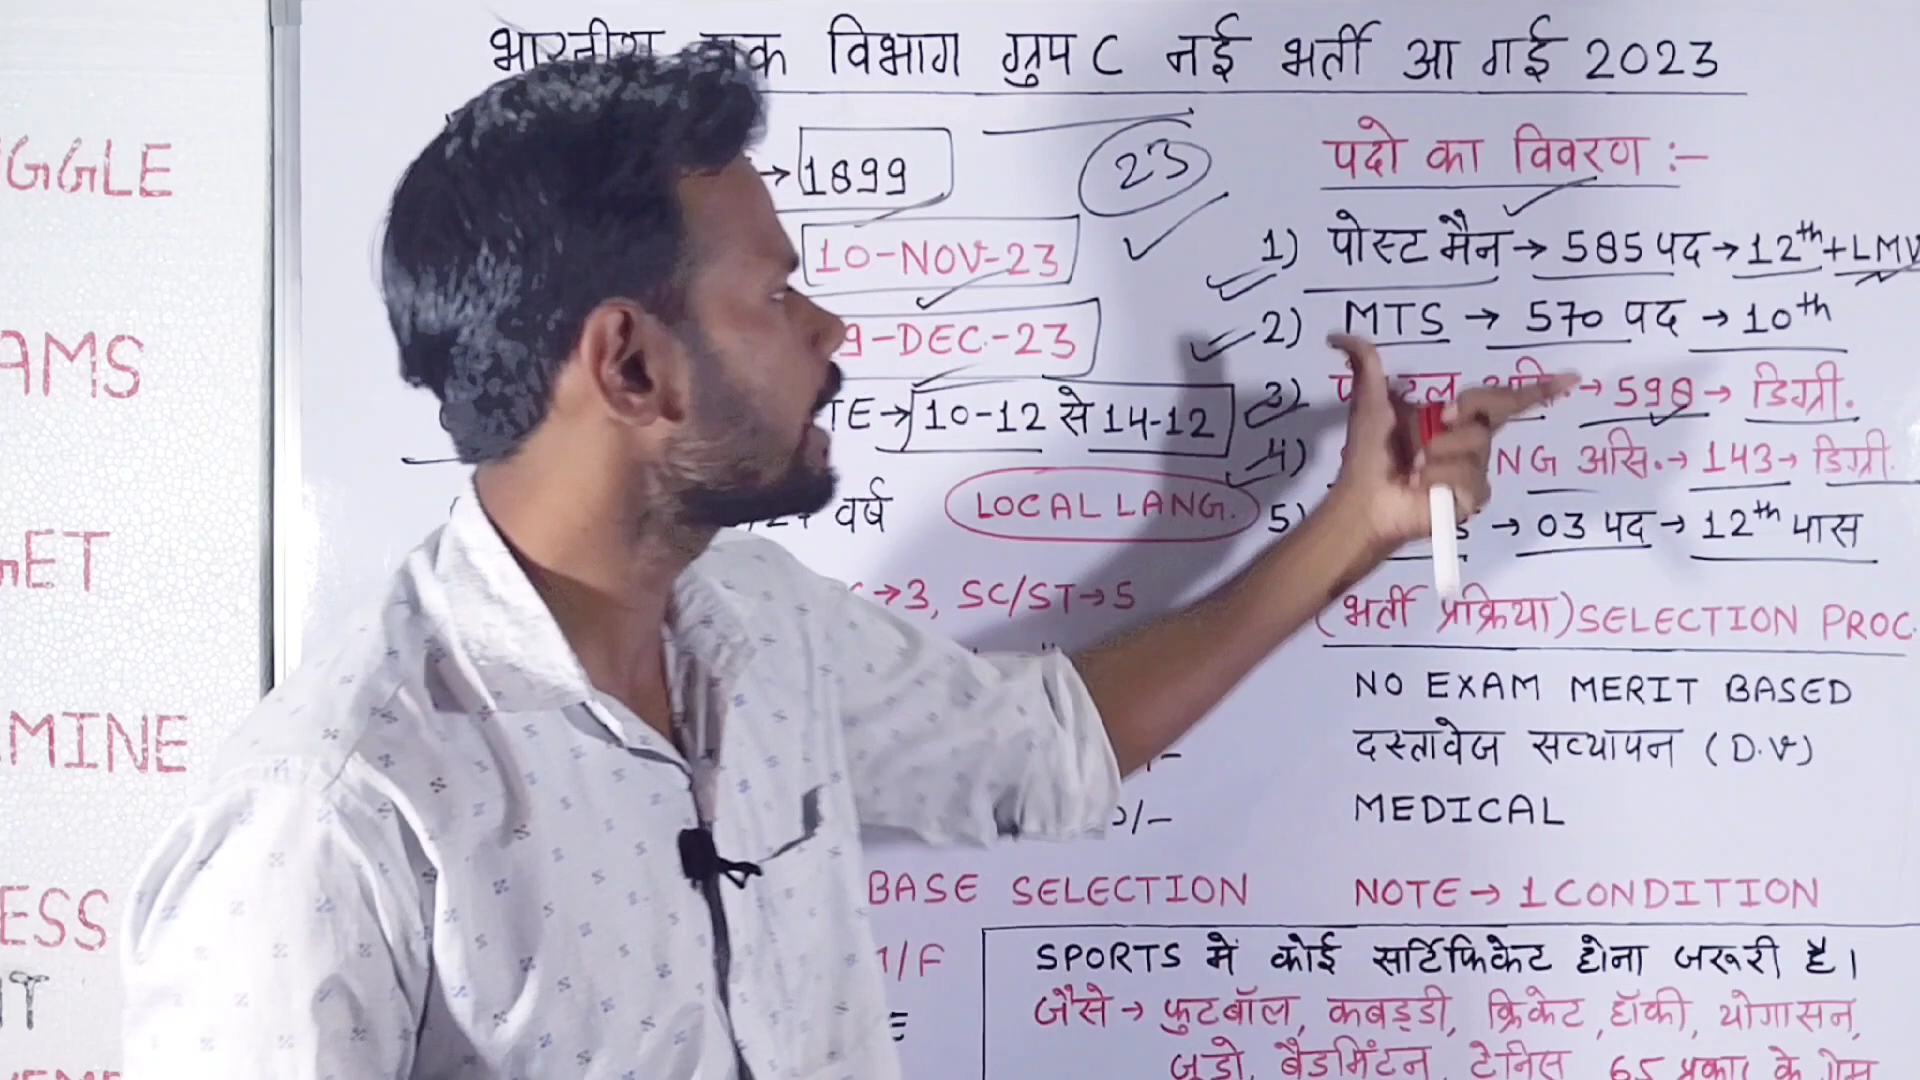 भारतीय डाक विभाग ग्रुप C नई भर्ती आ गई 2023
→ 1899
23
10-NOV-23
9-DEC-23
TE → 10-12 से 14-12
वर्ष
LOCAL LANG.
→3, SC/ST→5
/-
0/-
BASE SELECTION
/F
पदो का विवरण :-
1) पोस्ट मैन → 585 पद → 12th + LMV
2) MTS → 570 पद → 10th
3) असि. → 598 → डिग्री.
4) NG असि. → 143 → डिग्री.
5) → 03 पद → 12th पास
(भर्ती प्रक्रिया) SELECTION PROC.
NO EXAM MERIT BASED
दस्तावेज सत्यापन (D.V)
MEDICAL
NOTE → 1 CONDITION
SPORTS मे कोई सर्टिफिकेट होना जरूरी है।
जैसे → फुटबॉल, कबड्डी, क्रिकेट, हॉकी, योगासन,
जूडो, बैडमिंटन, टेनिस 65 प्रकार के गेम
GGLE
AMS
GET
MINE
ESS